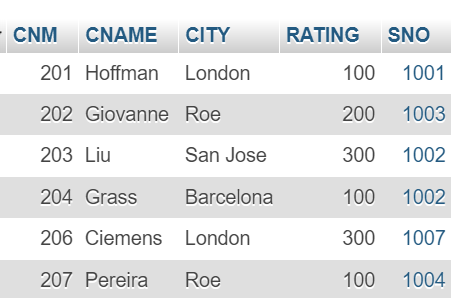 CNM CNAME CITY RATING SNO
201 Hoffman London 100 1001
202 Giovanne Roe 200 1003
203 Liu San Jose 300 1002
204 Grass Barcelona 100 1002
206 Ciemens London 300 1007
207 Pereira Roe 100 1004